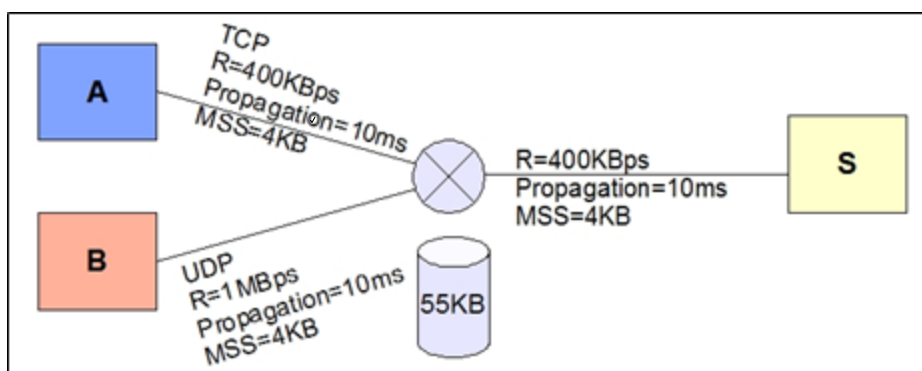 A
TCP
R=400KBps
Propagation=10ms
MSS=4KB
R=400KBps
Propagation=10ms
MSS=4KB
S
B
UDP
R=1MBps
Propagation=10ms
MSS=4KB
55KB